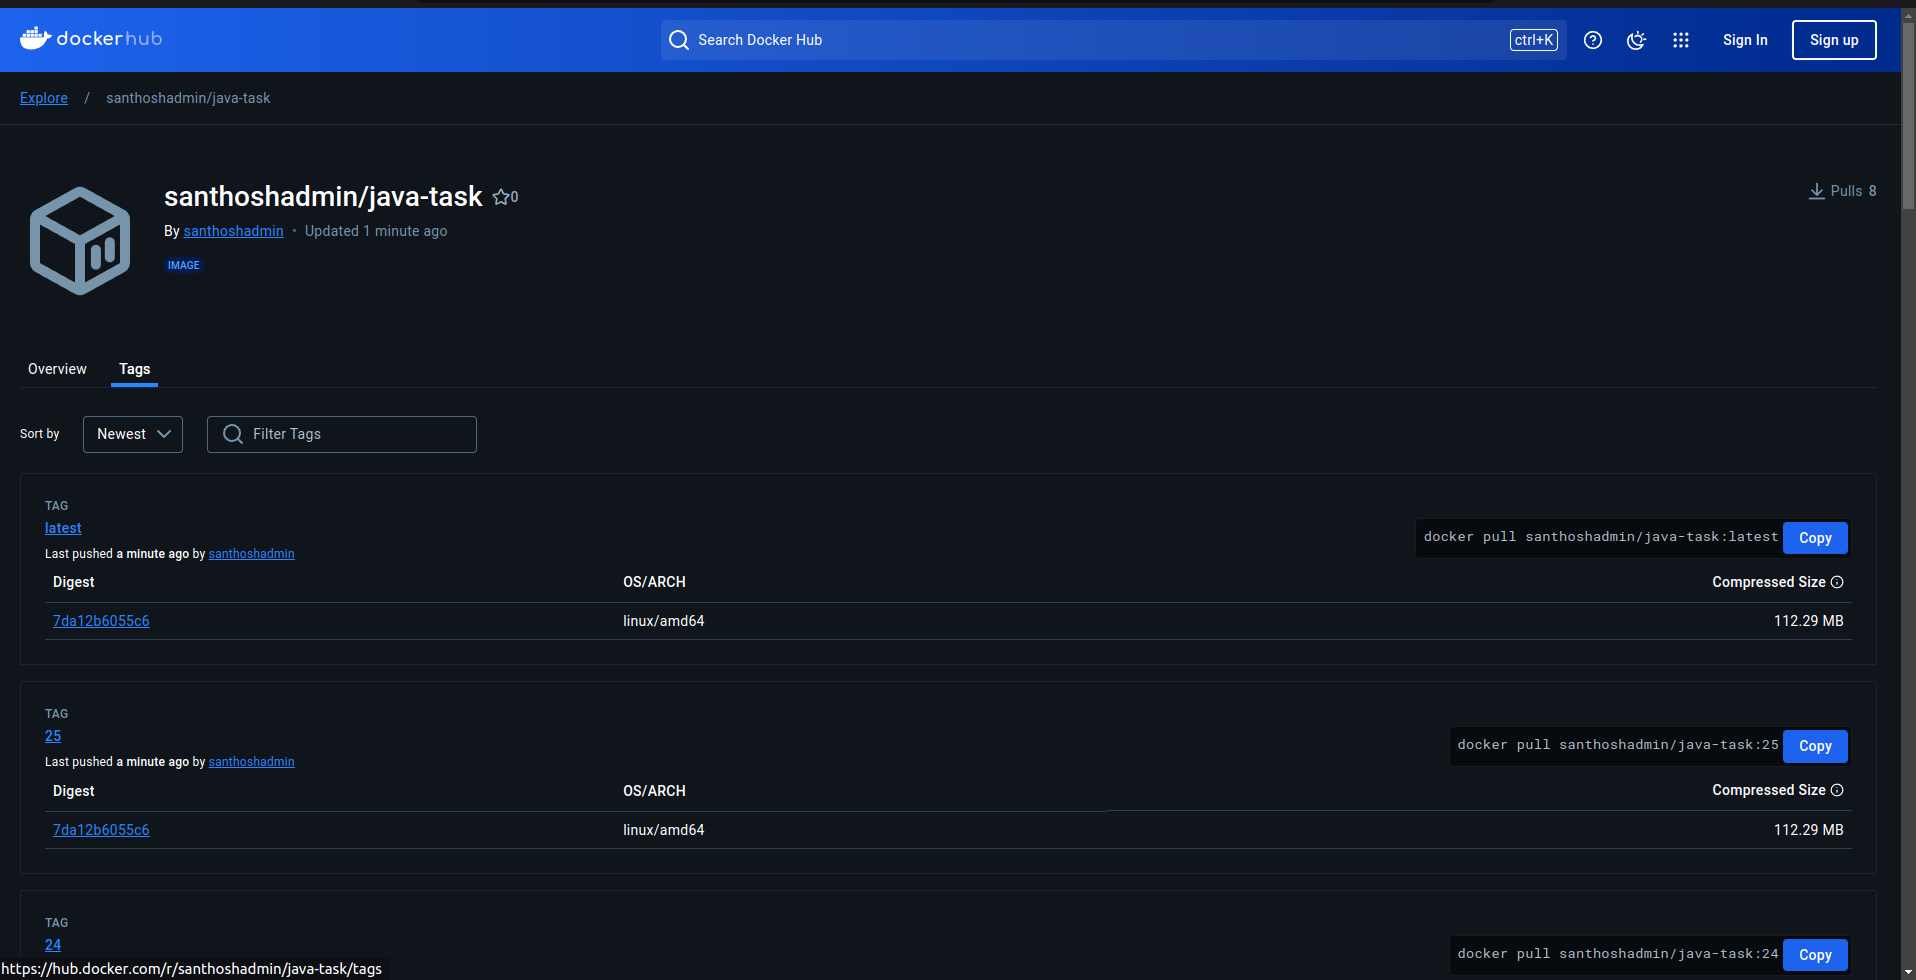 docker hub
Search Docker Hub
ctrl+K
Sign In
Sign up
Explore / santhoshadmin/java-task
santhoshadmin/java-task 0
Pulls 8
By santhoshadmin • Updated 1 minute ago
IMAGE
Overview
Tags
Sort by
Newest
Filter Tags
TAG
latest
docker pull santhoshadmin/java-task:latest
Copy
Last pushed a minute ago by santhoshadmin
Digest OS/ARCH Compressed Size
7da12b6055c6 linux/amd64 112.29 MB
TAG
25
docker pull santhoshadmin/java-task:25
Copy
Last pushed a minute ago by santhoshadmin
Digest OS/ARCH Compressed Size
7da12b6055c6 linux/amd64 112.29 MB
TAG
24
docker pull santhoshadmin/java-task:24
Copy
https://hub.docker.com/r/santhoshadmin/java-task/tags